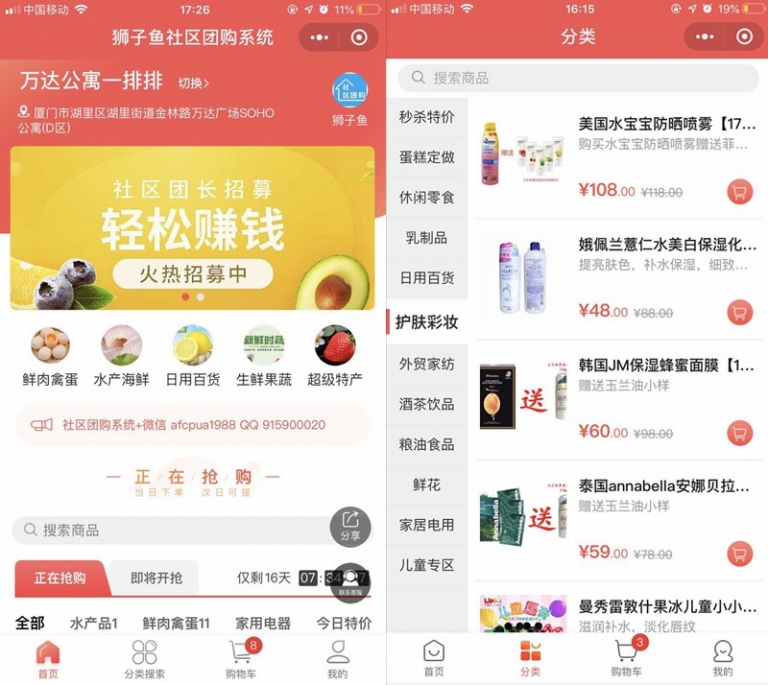 中国移动
17:26
11%
狮子鱼社区团购系统
万达公寓一排排 切换>
厦门市湖里区湖里街道金林路万达广场SOHO
公寓(D区)
社区团购
狮子鱼
社区团长招募
轻松赚钱
火热招募中
鲜肉禽蛋
水产海鲜
日用百货
新鲜时蔬
生鲜果蔬
超级特产
社区团购系统+微信 afcpua1988 QQ 915900020
正/在/抢/购
当日下单 次日可提
搜索商品
分享
正在抢购
即将开抢
仅剩16天 07:34
联系客服
全部
水产品1
鲜肉禽蛋11
家用电器
今日特价
首页
分类搜索
8
购物车
我的
中国移动
16:15
19%
分类
搜索商品
秒杀特价
蛋糕定做
休闲零食
乳制品
日用百货
护肤彩妆
外贸家纺
酒茶饮品
粮油食品
鲜花
家居电用
儿童专区
赠送
美国水宝宝防晒喷雾【17...
购买水宝宝防晒喷雾赠送菲...
¥108.00 ¥118.00
娥佩兰薏仁水美白保湿化...
提亮肤色，补水保湿，细致...
¥48.00 ¥88.00
送
韩国JM保湿蜂蜜面膜【1...
赠送玉兰油小样
¥60.00 ¥98.00
Annabella
送
泰国annabella安娜贝拉...
赠送玉兰油小样
¥59.00 ¥78.00
儿童唇
曼秀雷敦什果冰儿童小小...
滋润补水，淡化唇纹
首页
分类
3
购物车
我的